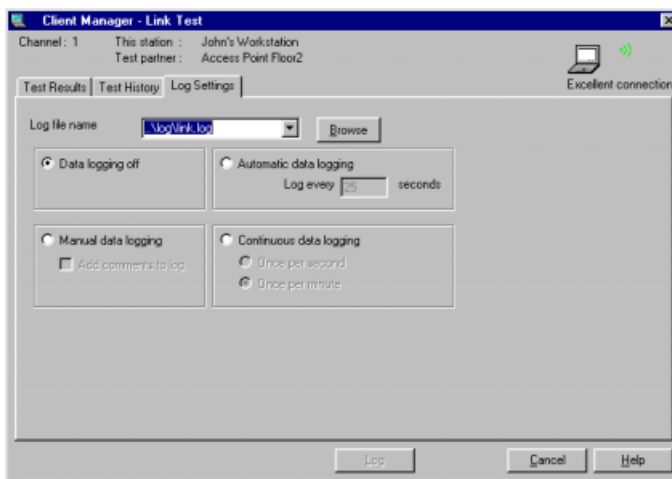 Client Manager - Link Test
Channel: 1 This station : John's Workstation
Test partner : Access Point Floor2
Excellent connection
Test Results Test History Log Settings
Log file name ..\log\link.log Browse
Data logging off
Automatic data logging
Log every 25 seconds
Manual data logging
Add comments to log
Continuous data logging
Once per second
Once per minute
Log Cancel Help